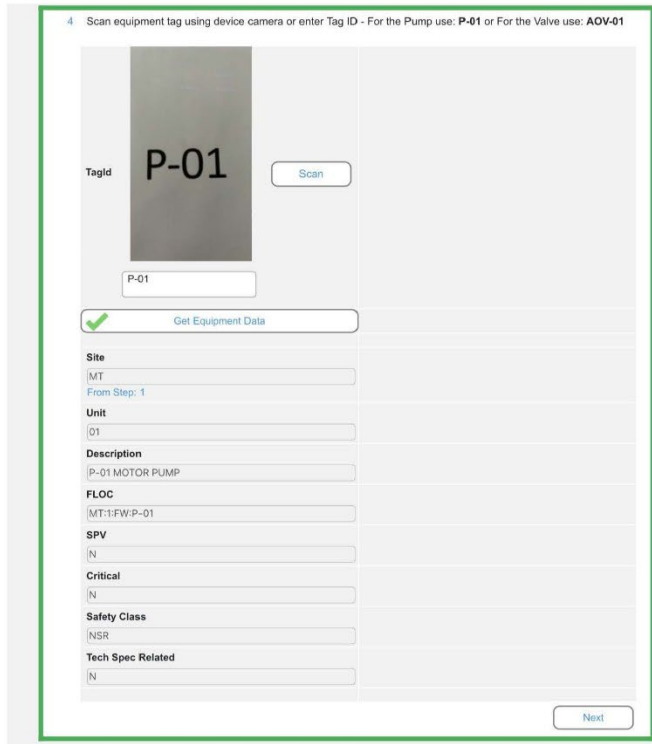 4 Scan equipment tag using device camera or enter Tag ID - For the Pump use: P-01 or For the Valve use: AOV-01
TagId
P-01
Scan
P-01
Get Equipment Data
Site
MT
From Step: 1
Unit
01
Description
P-01 MOTOR PUMP
FLOC
MT:1:FW:P-01
SPV
N
Critical
N
Safety Class
NSR
Tech Spec Related
N
Next